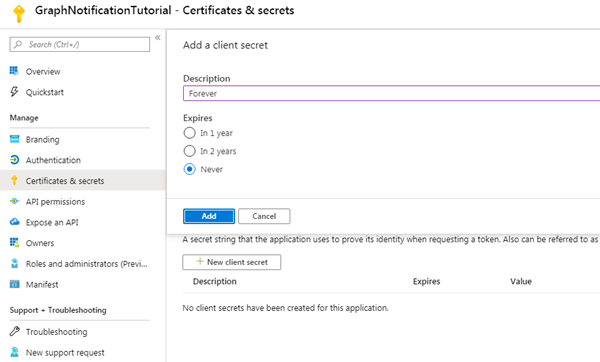 GraphNotificationTutorial - Certificates & secrets
Search (Ctrl+/)
«
Overview
Quickstart
Manage
Branding
Authentication
Certificates & secrets
API permissions
Expose an API
Owners
Roles and administrators (Previ...
Manifest
Support + Troubleshooting
Troubleshooting
New support request
Add a client secret
Description
Forever
Expires
In 1 year
In 2 years
Never
Add Cancel
A secret string that the application uses to prove its identity when requesting a token. Also can be referred to as
+ New client secret
Description Expires Value
No client secrets have been created for this application.